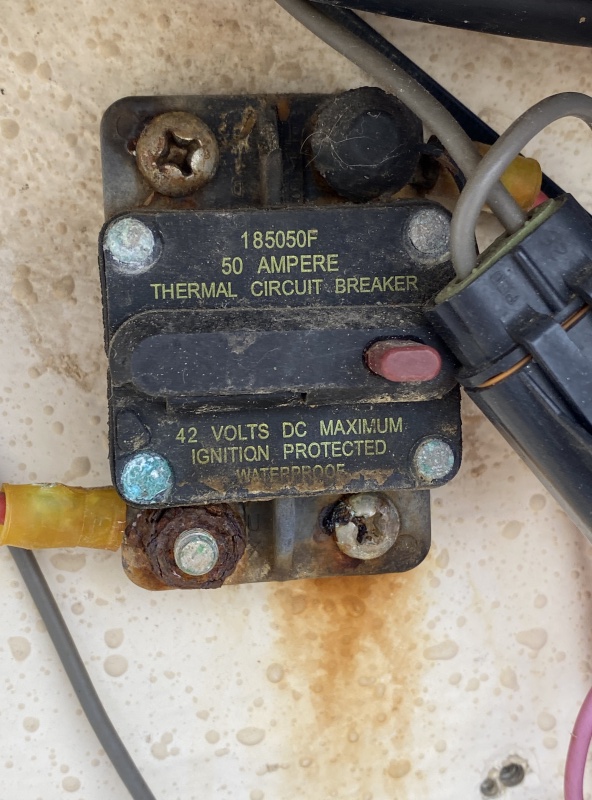 185050F
50 AMPERE
THERMAL CIRCUIT BREAKER
42 VOLTS DC MAXIMUM
IGNITION PROTECTED
WATERPROOF